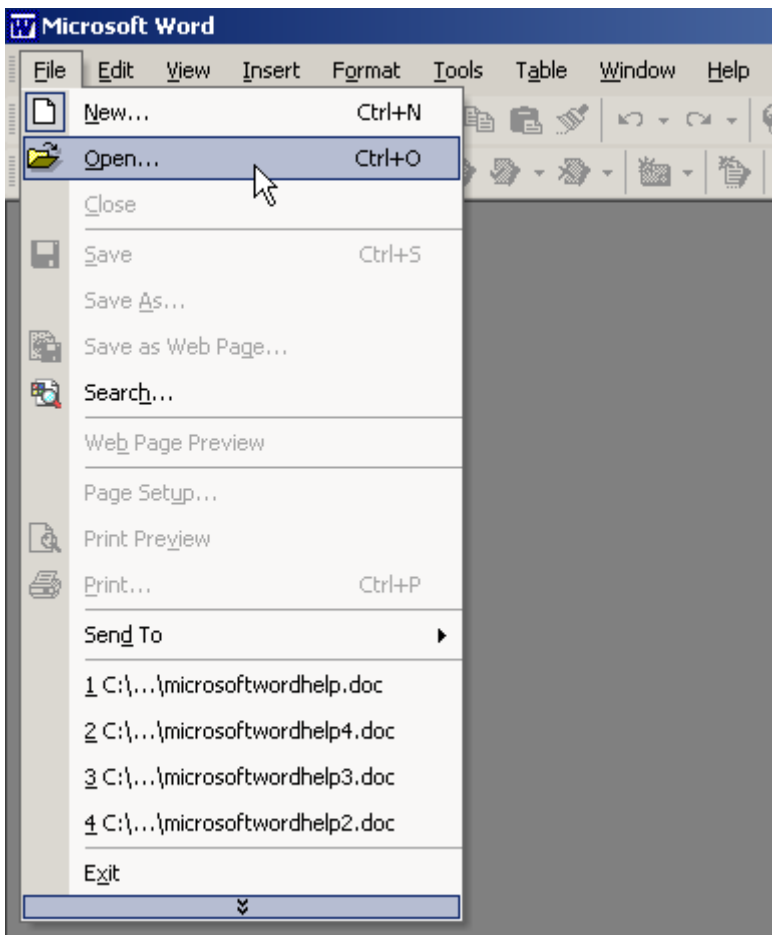 Microsoft Word
File Edit View Insert Format Tools Table Window Help
New... Ctrl+N
Open... Ctrl+O
Close
Save Ctrl+S
Save As...
Save as Web Page...
Search...
Web Page Preview
Page Setup...
Print Preview
Print... Ctrl+P
Send To
1 C:\...\microsoftwordhelp.doc
2 C:\...\microsoftwordhelp4.doc
3 C:\...\microsoftwordhelp3.doc
4 C:\...\microsoftwordhelp2.doc
Exit